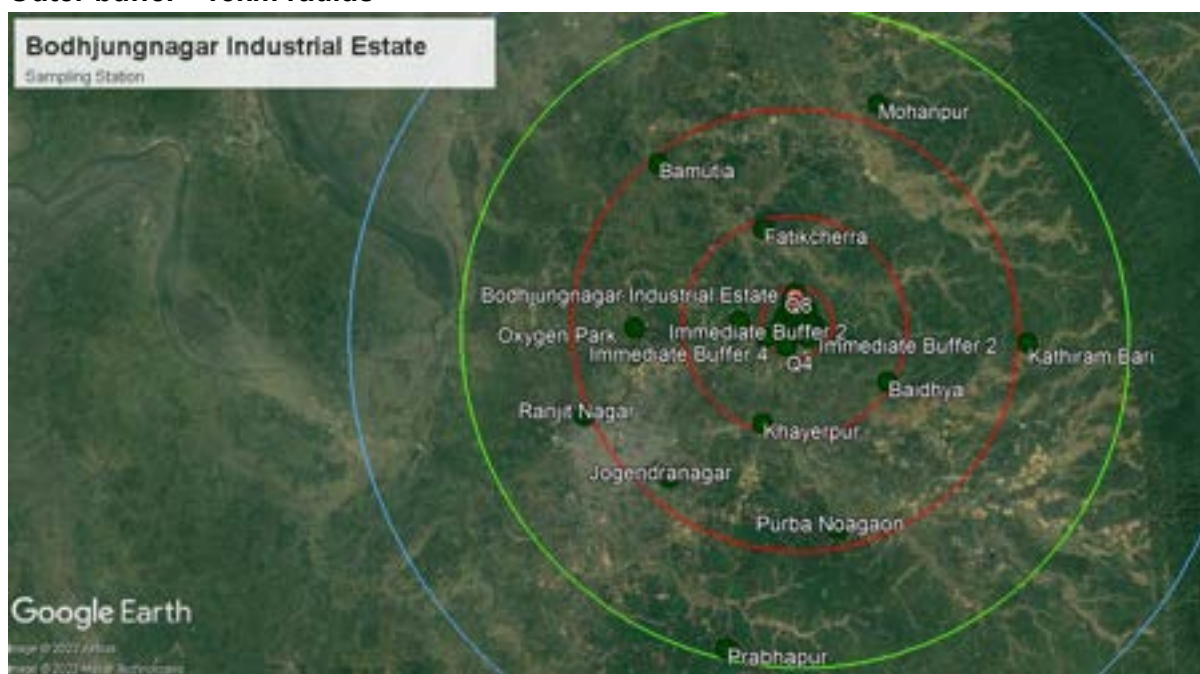 Bodhjungnagar Industrial Estate
Sampling Station
Mohanpur
Bamutia
Fatikcherra
Bodhjungnagar Industrial Estate
Q8
Oxygen Park
Immediate Buffer 2
Immediate Buffer 2
Immediate Buffer 4
Kathiram Bari
Q4
Baidhya
Ranjit Nagar
Khayerpur
Jogendranagar
Purba Noagaon
Google Earth
Prabhapur